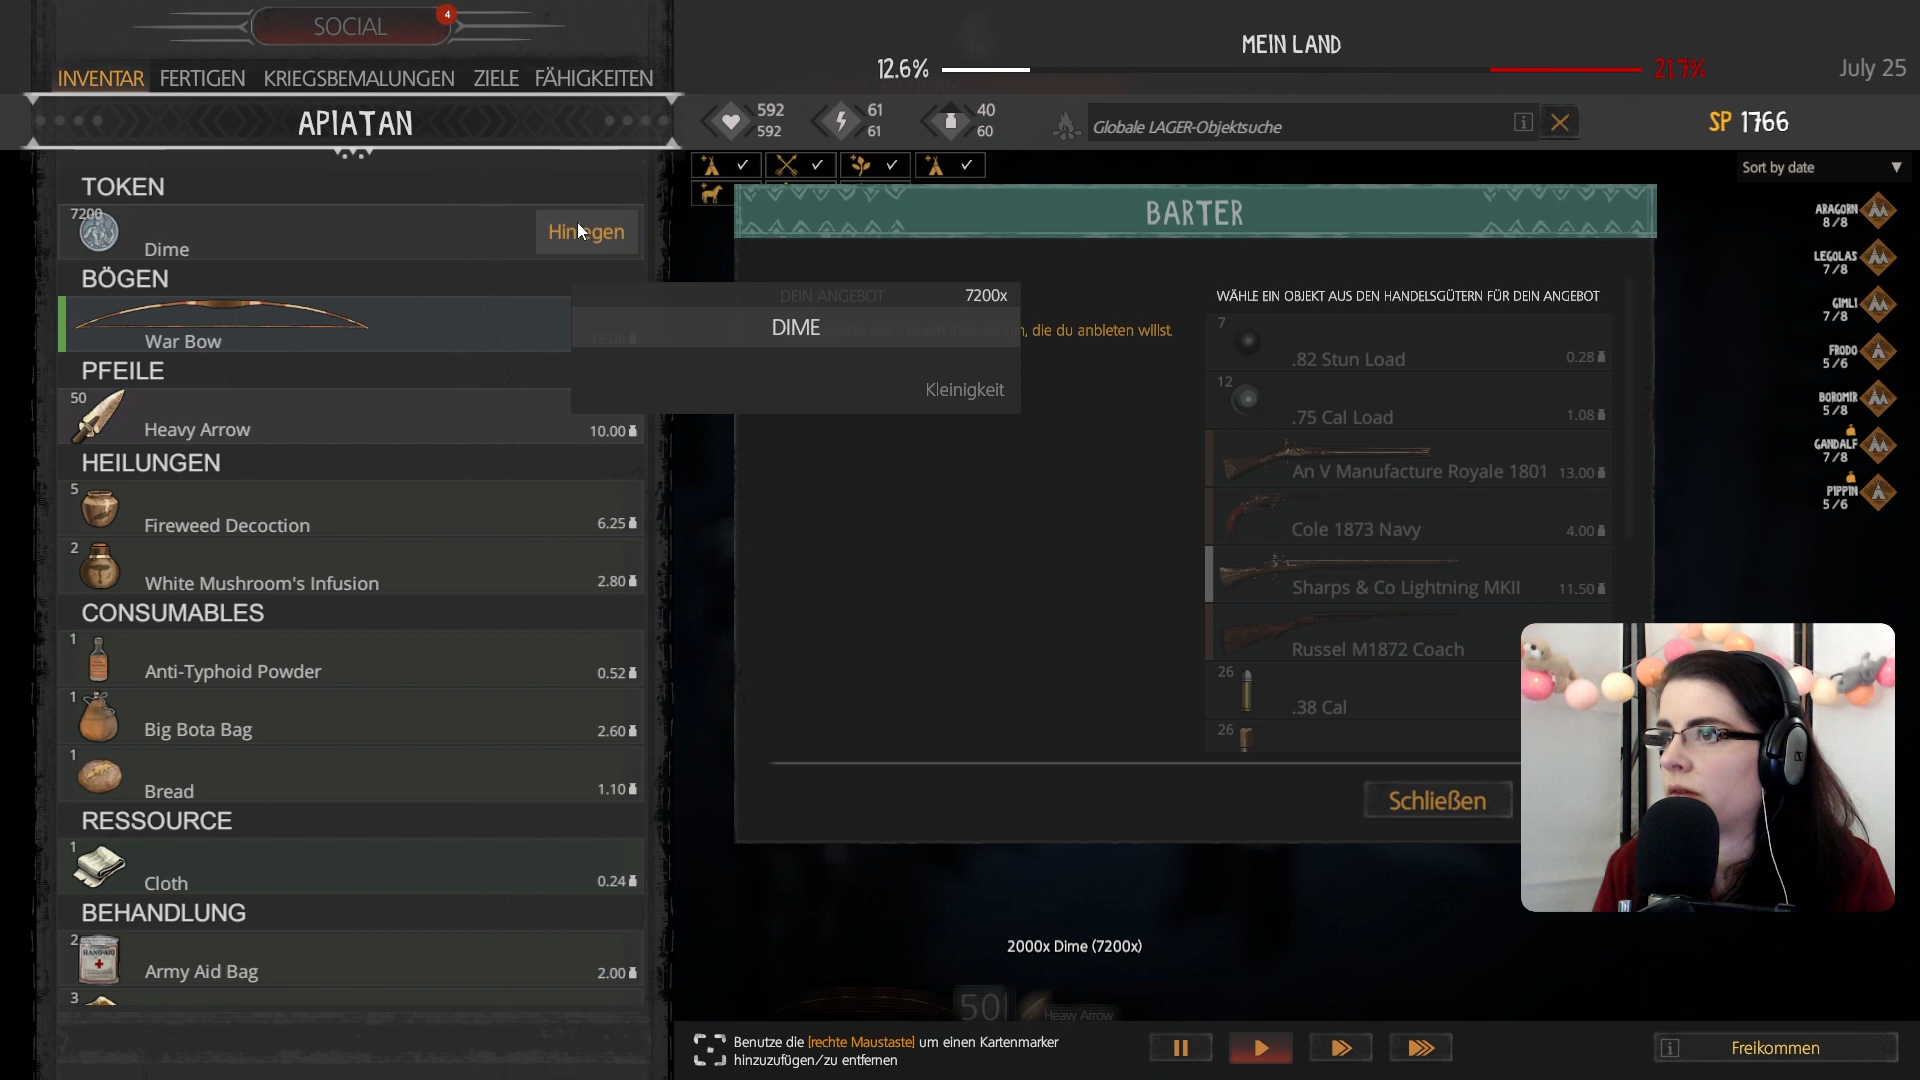 SOCIAL
4
INVENTAR FERTIGEN KRIEGSBEMALUNGEN ZIELE FÄHIGKEITEN
APIATAN
12.6%
MEIN LAND
21.7%
July 25
592
592
61
61
40
60
Globale LAGER-Objektsuche
SP 1766
Sort by date
TOKEN
7200
Dime
BÖGEN
War Bow
12.00
PFEILE
50
Heavy Arrow
10.00
HEILUNGEN
5
Fireweed Decoction
6.25
2
White Mushroom's Infusion
2.80
CONSUMABLES
1
Anti-Typhoid Powder
0.52
1
Big Bota Bag
2.60
1
Bread
1.10
RESSOURCE
1
Cloth
0.24
BEHANDLUNG
2
BAND-AID
Army Aid Bag
2.00
3
BARTER
DEIN ANGEBOT
7200x
DIME
, die du anbieten willst.
Kleinigkeit
WÄHLE EIN OBJEKT AUS DEN HANDELSGÜTERN FÜR DEIN ANGEBOT
7
.82 Stun Load
0.28
12
.75 Cal Load
1.08
An V Manufacture Royale 1801
13.00
Cole 1873 Navy
4.00
Sharps & Co Lightning MKII
11.50
Russel M1872 Coach
26
.38 Cal
26
Schließen
ARAGORN
8/8
LEGOLAS
7/8
GIMLI
7/8
FRODO
5/6
BOROMIR
5/8
GANDALF
7/8
PIPPIN
5/6
2000x Dime (7200x)
50
Heavy Arrow
Benutze die [rechte Maustaste] um einen Kartenmarker
hinzuzufügen/zu entfernen
Freikommen